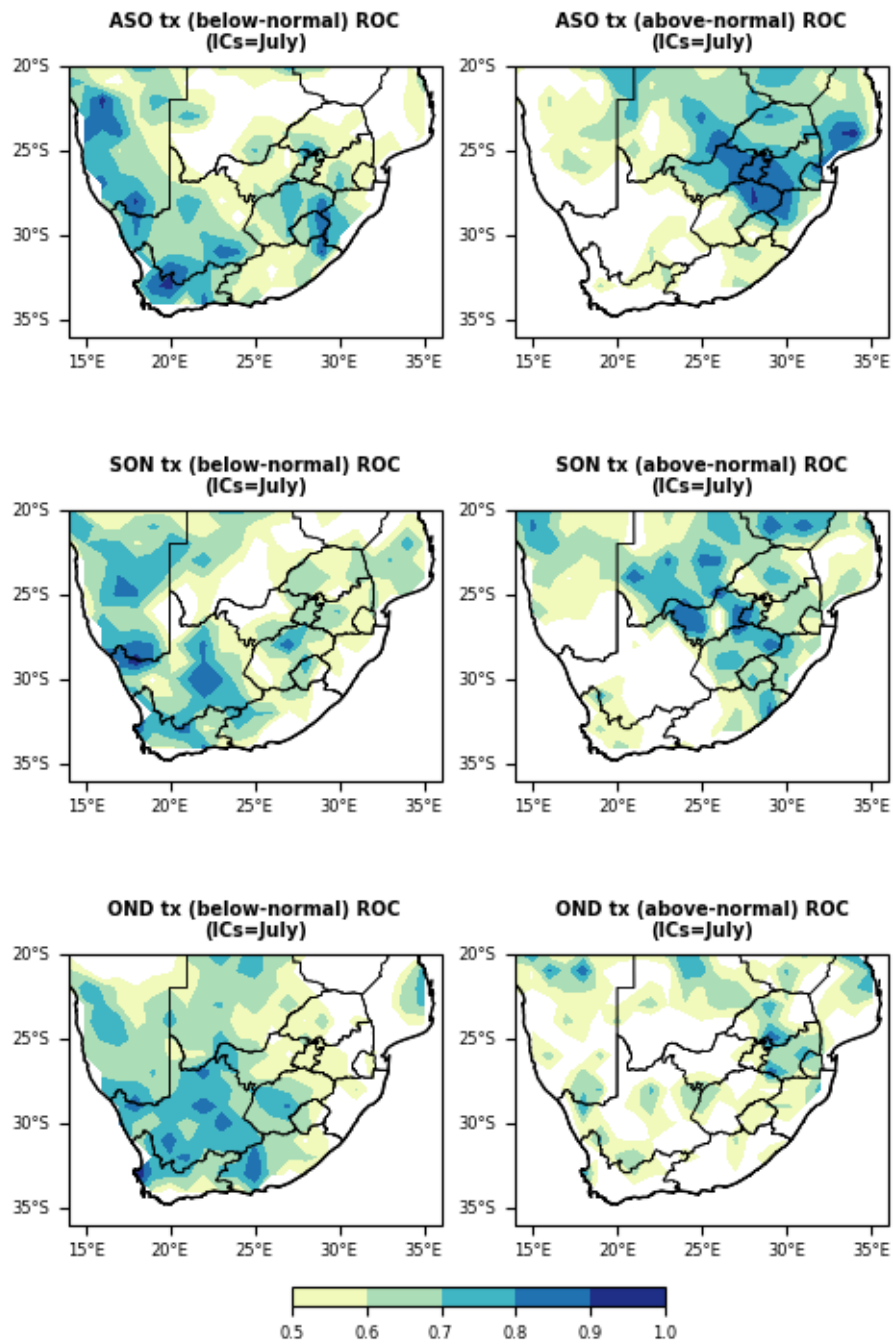 ASO tx (below-normal) ROC
(ICs=July)
ASO tx (above-normal) ROC
(ICs=July)
20°S
25°S
30°S
35°S
15°E 20°E 25°E 30°E 35°E
20°S
25°S
30°S
35°S
15°E 20°E 25°E 30°E 35°E
SON tx (below-normal) ROC
(ICs=July)
SON tx (above-normal) ROC
(ICs=July)
20°S
25°S
30°S
35°S
15°E 20°E 25°E 30°E 35°E
20°S
25°S
30°S
35°S
15°E 20°E 25°E 30°E 35°E
OND tx (below-normal) ROC
(ICs=July)
OND tx (above-normal) ROC
(ICs=July)
20°S
25°S
30°S
35°S
15°E 20°E 25°E 30°E 35°E
20°S
25°S
30°S
35°S
15°E 20°E 25°E 30°E 35°E
0.5 0.6 0.7 0.8 0.9 1.0